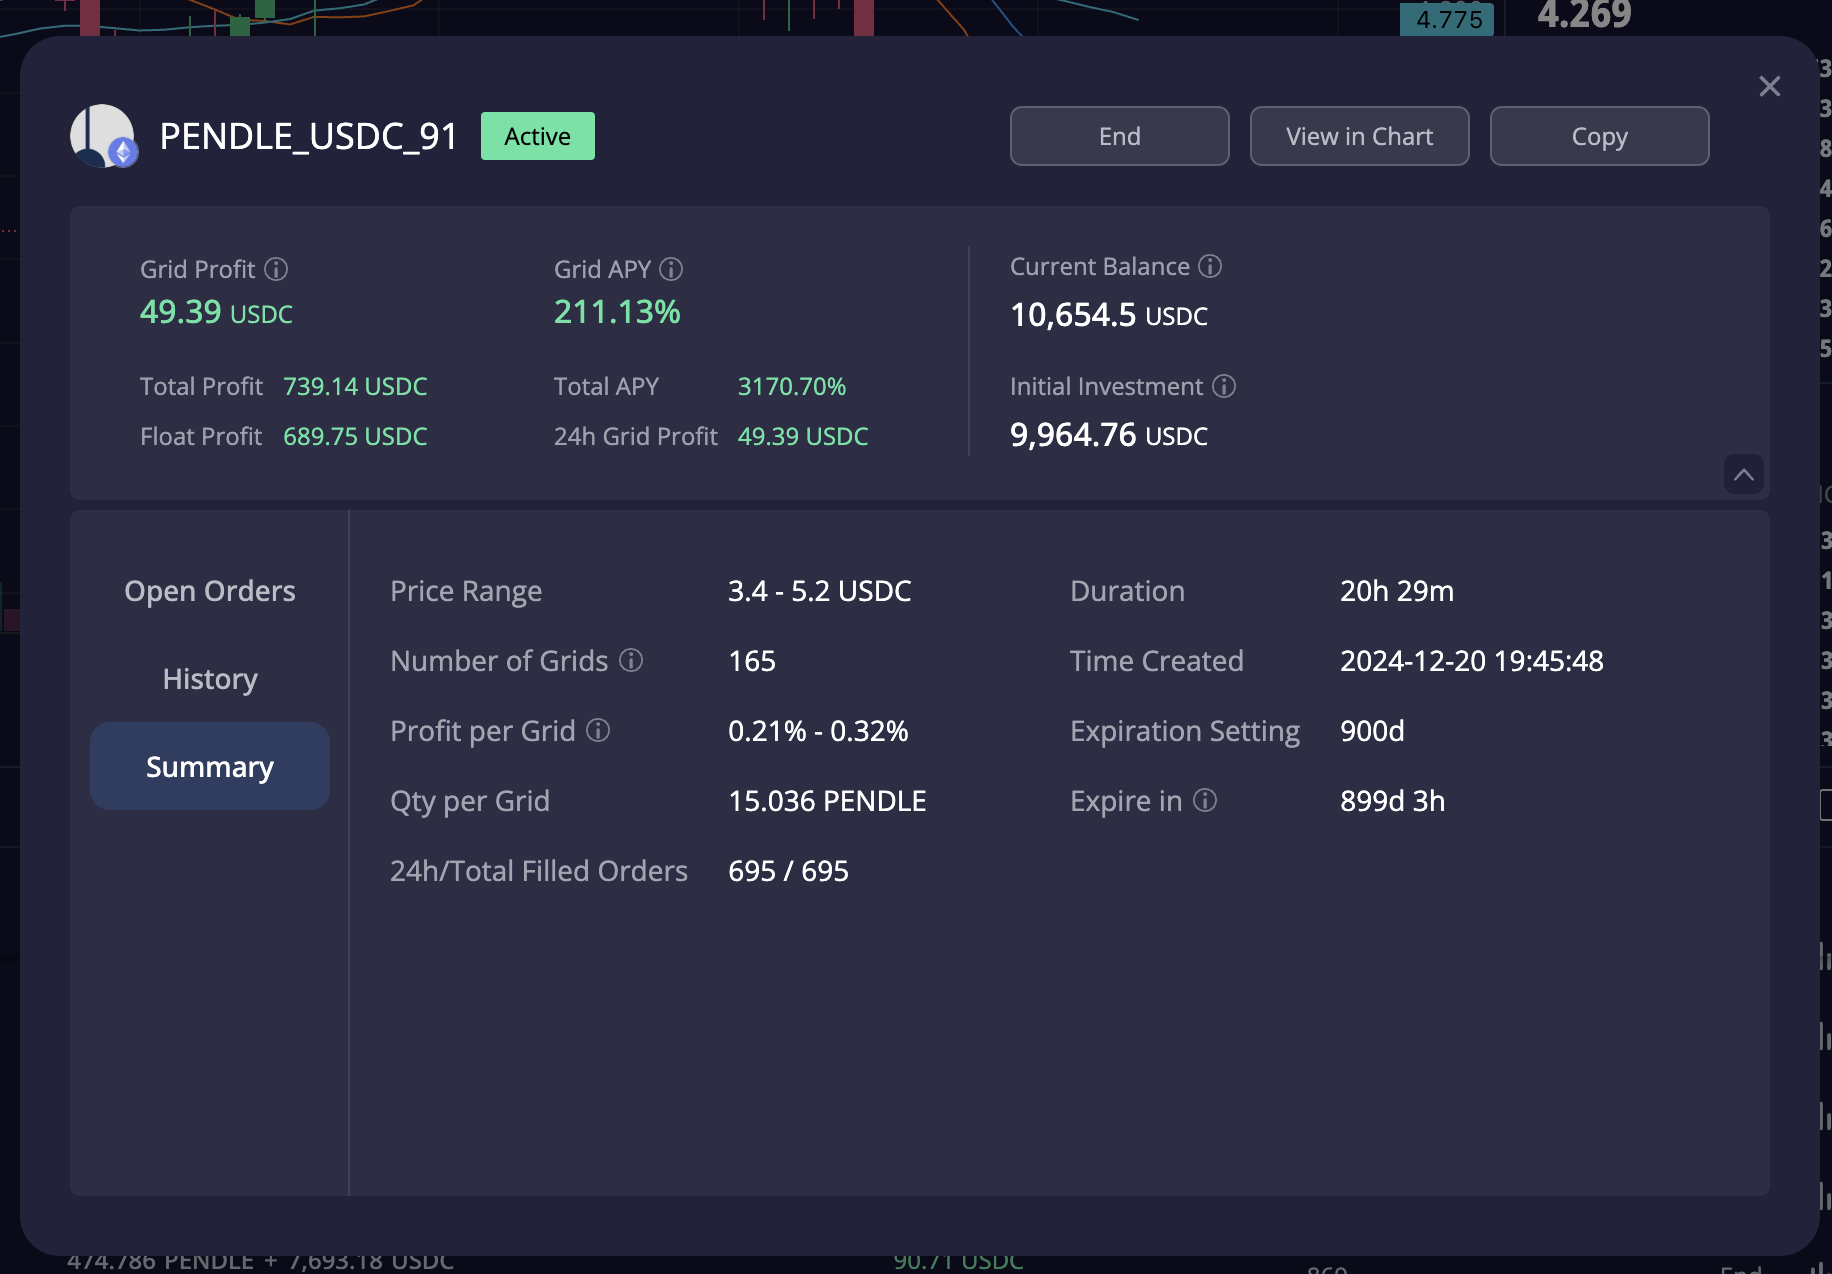 4.775
4.269
PENDLE_USDC_91
Active
End
View in Chart
Copy
Grid Profit
49.39 USDC
Grid APY
211.13%
Current Balance
10,654.5 USDC
Total Profit 739.14 USDC
Total APY 3170.70%
Initial Investment
Float Profit 689.75 USDC
24h Grid Profit 49.39 USDC
9,964.76 USDC
Open Orders
History
Summary
Price Range 3.4 - 5.2 USDC
Duration 20h 29m
Number of Grids 165
Time Created 2024-12-20 19:45:48
Profit per Grid 0.21% - 0.32%
Expiration Setting 900d
Qty per Grid 15.036 PENDLE
Expire in 899d 3h
24h/Total Filled Orders 695 / 695
474.786 PENDLE + 7,693.18 USDC
90.71 USDC
End